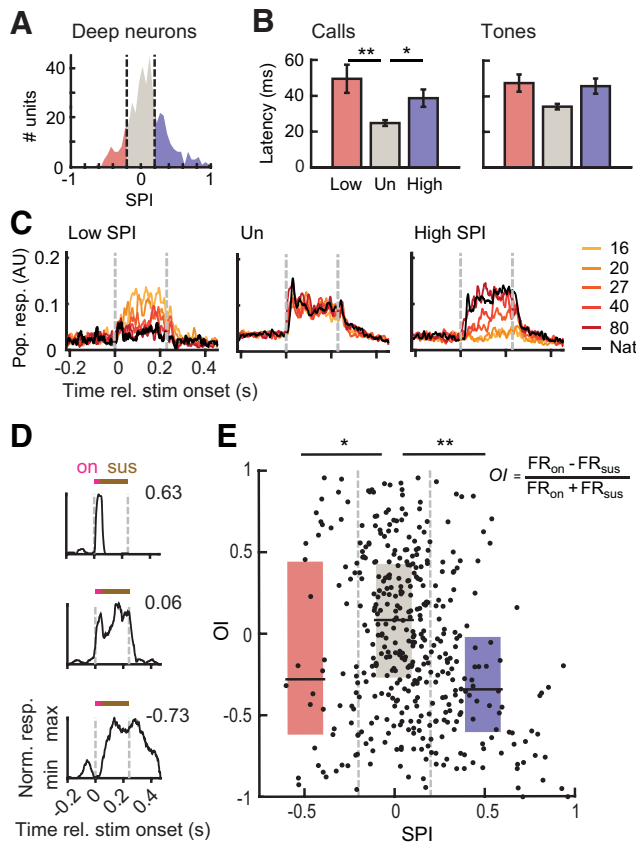 A
Deep neurons
# units
40
20
0
-1
0
1
SPI
B
Calls
Tones
Latency (ms)
60
40
20
0
**
*
Low
Un
High
C
Low SPI
Un
High SPI
Pop. resp. (AU)
0.2
0.1
0
-0.2
0
0.2
0.4
Time rel. stim onset (s)
16
20
27
40
80
Nat
D
on
sus
0.63
0.06
-0.73
Norm. resp.
min
max
-0.2
0
0.2
0.4
Time rel. stim onset (s)
E
*
**
OI = FRon - FRsus
FRon + FRsus
OI
1
0.5
0
-0.5
-1
-0.5
0
0.5
1
SPI